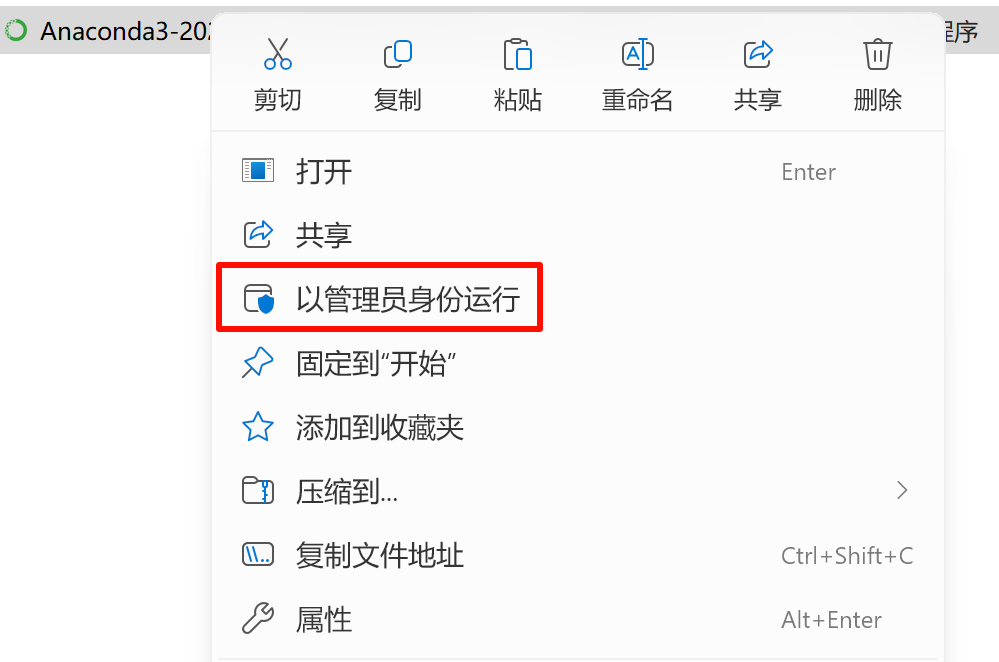 Anaconda3-202
程序
剪切 复制 粘贴 重命名 共享 删除
打开 Enter
共享
以管理员身份运行
固定到“开始”
添加到收藏夹
压缩到...
复制文件地址 Ctrl+Shift+C
属性 Alt+Enter